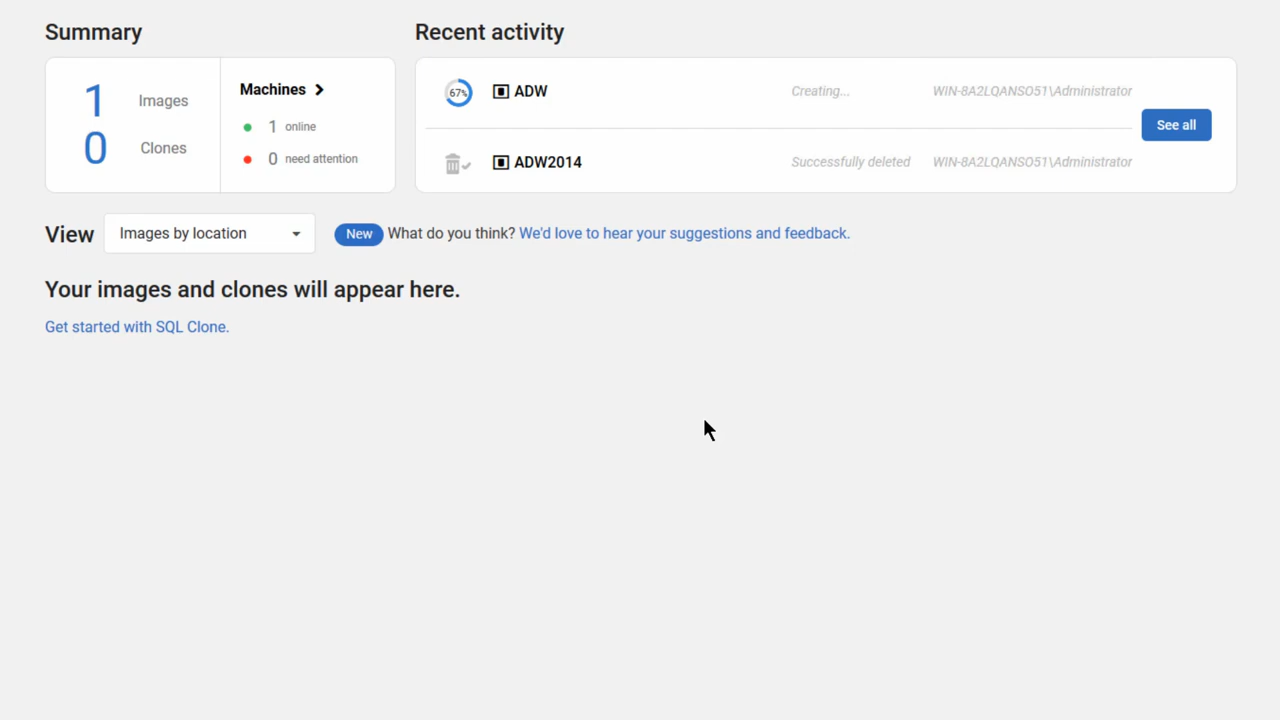 Summary
1 Images
0 Clones
Machines
1 online
0 need attention
Recent activity
67% ADW Creating... WIN-8A2LQANSO51\Administrator
See all
ADW2014 Successfully deleted WIN-8A2LQANSO51\Administrator
View Images by location New What do you think? We'd love to hear your suggestions and feedback.
Your images and clones will appear here.
Get started with SQL Clone.